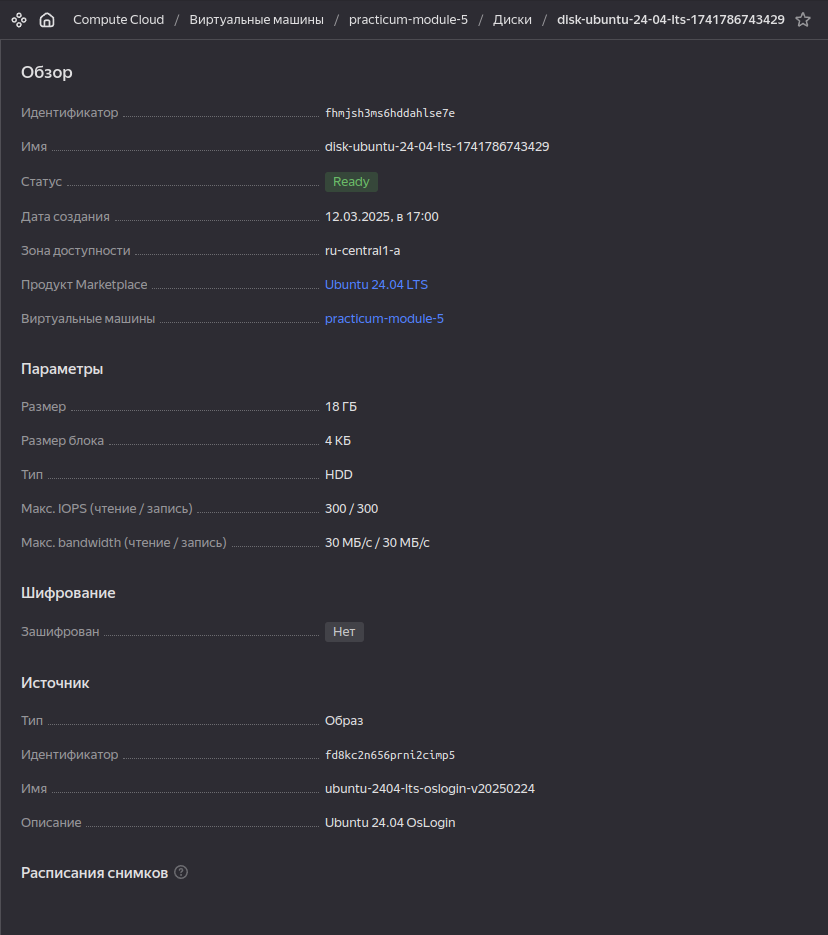 Compute Cloud / Виртуальные машины / practicum-module-5 / Диски / disk-ubuntu-24-04-lts-1741786743429
Обзор
Идентификатор fhmjsh3ms6hddahlse7e
Имя disk-ubuntu-24-04-lts-1741786743429
Статус Ready
Дата создания 12.03.2025, в 17:00
Зона доступности ru-central1-a
Продукт Marketplace Ubuntu 24.04 LTS
Виртуальные машины practicum-module-5
Параметры
Размер 18 ГБ
Размер блока 4 КБ
Тип HDD
Макс. IOPS (чтение / запись) 300 / 300
Макс. bandwidth (чтение / запись) 30 МБ/с / 30 МБ/с
Шифрование
Зашифрован Нет
Источник
Тип Образ
Идентификатор fd8kc2n656prni2cimp5
Имя ubuntu-2404-lts-oslogin-v20250224
Описание Ubuntu 24.04 OsLogin
Расписания снимков ?